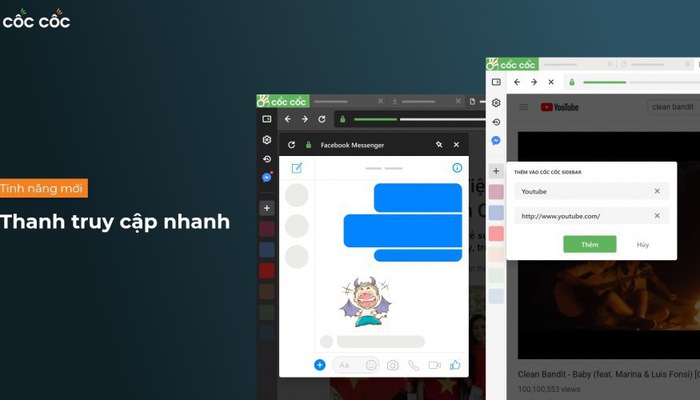 cốc cốc
Tính năng mới
Thanh truy cập nhanh
cốc cốc
Facebook Messenger
Aa
cốc cốc
YouTube
clean bandit
THÊM VÀO CỐC CỐC SIDEBAR
Youtube
http://www.youtube.com/
Thêm
Hủy
Clean Bandit - Baby (feat. Marina & Luis Fonsi) [O
100,100,553 views